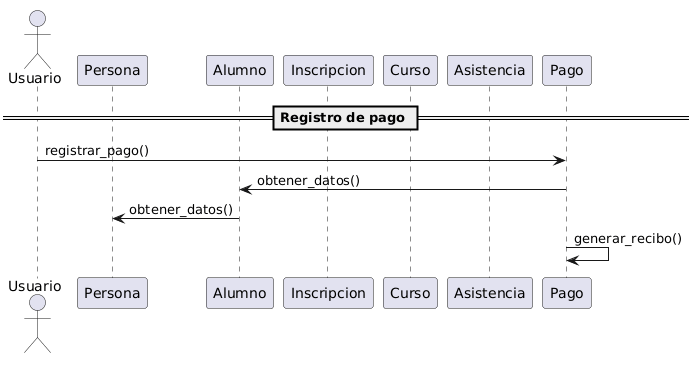 Usuario
Persona
Alumno
Inscripcion
Curso
Asistencia
Pago
Registro de pago
registrar_pago()
obtener_datos()
obtener_datos()
generar_recibo()
Usuario
Persona
Alumno
Inscripcion
Curso
Asistencia
Pago